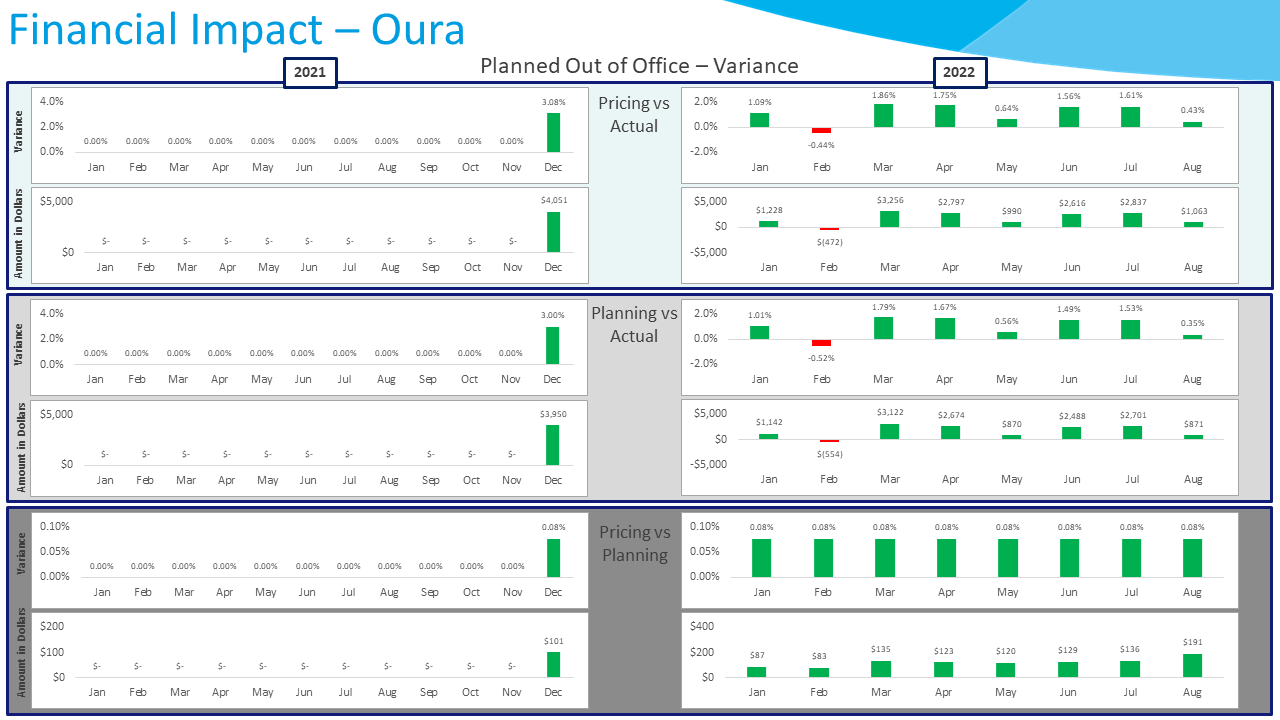 Financial Impact – Oura
Planned Out of Office – Variance
2021
2022
Pricing vs
Actual
Variance
4.0%
2.0%
0.0%
0.00% 0.00% 0.00% 0.00% 0.00% 0.00% 0.00% 0.00% 0.00% 0.00% 0.00% 3.08%
Jan Feb Mar Apr May Jun Jul Aug Sep Oct Nov Dec
2.0%
0.0%
-2.0%
1.09% -0.44% 1.86% 1.75% 0.64% 1.56% 1.61% 0.43%
Jan Feb Mar Apr May Jun Jul Aug
Amount in Dollars
$5,000
$0
$- $- $- $- $- $- $- $- $- $- $- $4,051
Jan Feb Mar Apr May Jun Jul Aug Sep Oct Nov Dec
$5,000
$0
-$5,000
$1,228 $(472) $3,256 $2,797 $990 $2,616 $2,837 $1,063
Jan Feb Mar Apr May Jun Jul Aug
Planning vs
Actual
Variance
4.0%
2.0%
0.0%
0.00% 0.00% 0.00% 0.00% 0.00% 0.00% 0.00% 0.00% 0.00% 0.00% 0.00% 3.00%
Jan Feb Mar Apr May Jun Jul Aug Sep Oct Nov Dec
2.0%
0.0%
-2.0%
1.01% -0.52% 1.79% 1.67% 0.56% 1.49% 1.53% 0.35%
Jan Feb Mar Apr May Jun Jul Aug
Amount in Dollars
$5,000
$0
$- $- $- $- $- $- $- $- $- $- $- $3,950
Jan Feb Mar Apr May Jun Jul Aug Sep Oct Nov Dec
$5,000
$0
-$5,000
$1,142 $(554) $3,122 $2,674 $870 $2,488 $2,701 $871
Jan Feb Mar Apr May Jun Jul Aug
Pricing vs
Planning
Variance
0.10%
0.05%
0.00%
0.00% 0.00% 0.00% 0.00% 0.00% 0.00% 0.00% 0.00% 0.00% 0.00% 0.00% 0.08%
Jan Feb Mar Apr May Jun Jul Aug Sep Oct Nov Dec
0.10%
0.05%
0.00%
0.08% 0.08% 0.08% 0.08% 0.08% 0.08% 0.08% 0.08%
Jan Feb Mar Apr May Jun Jul Aug
Amount in Dollars
$200
$100
$0
$- $- $- $- $- $- $- $- $- $- $- $101
Jan Feb Mar Apr May Jun Jul Aug Sep Oct Nov Dec
$400
$200
$0
$87 $83 $135 $123 $120 $129 $136 $191
Jan Feb Mar Apr May Jun Jul Aug